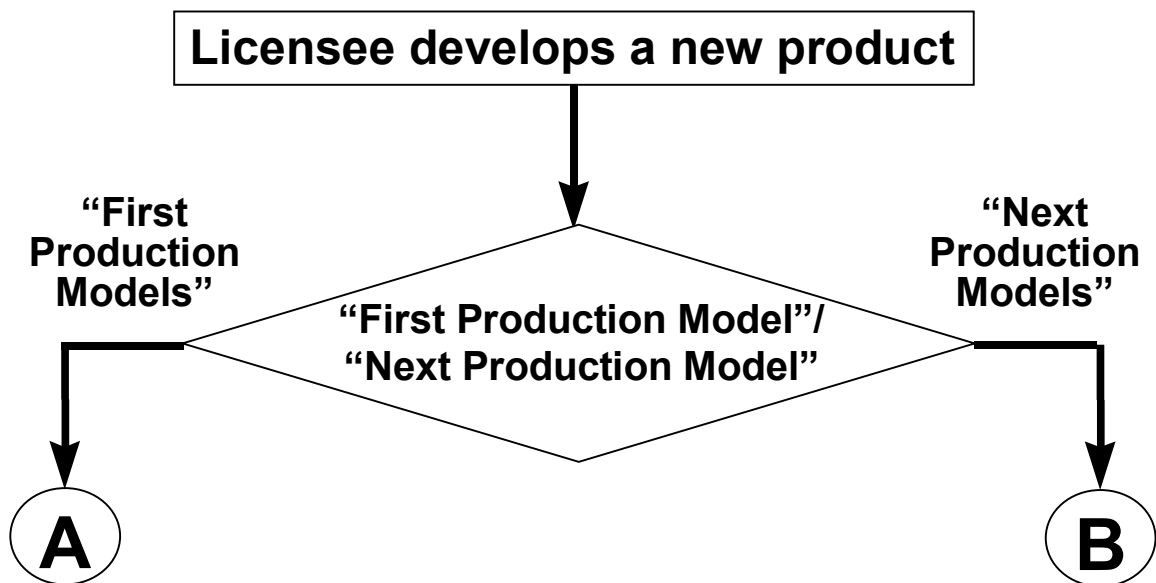 Licensee develops a new product
“First
Production
Models”
“Next
Production
Models”
“First Production Model”/
“Next Production Model”
A
B